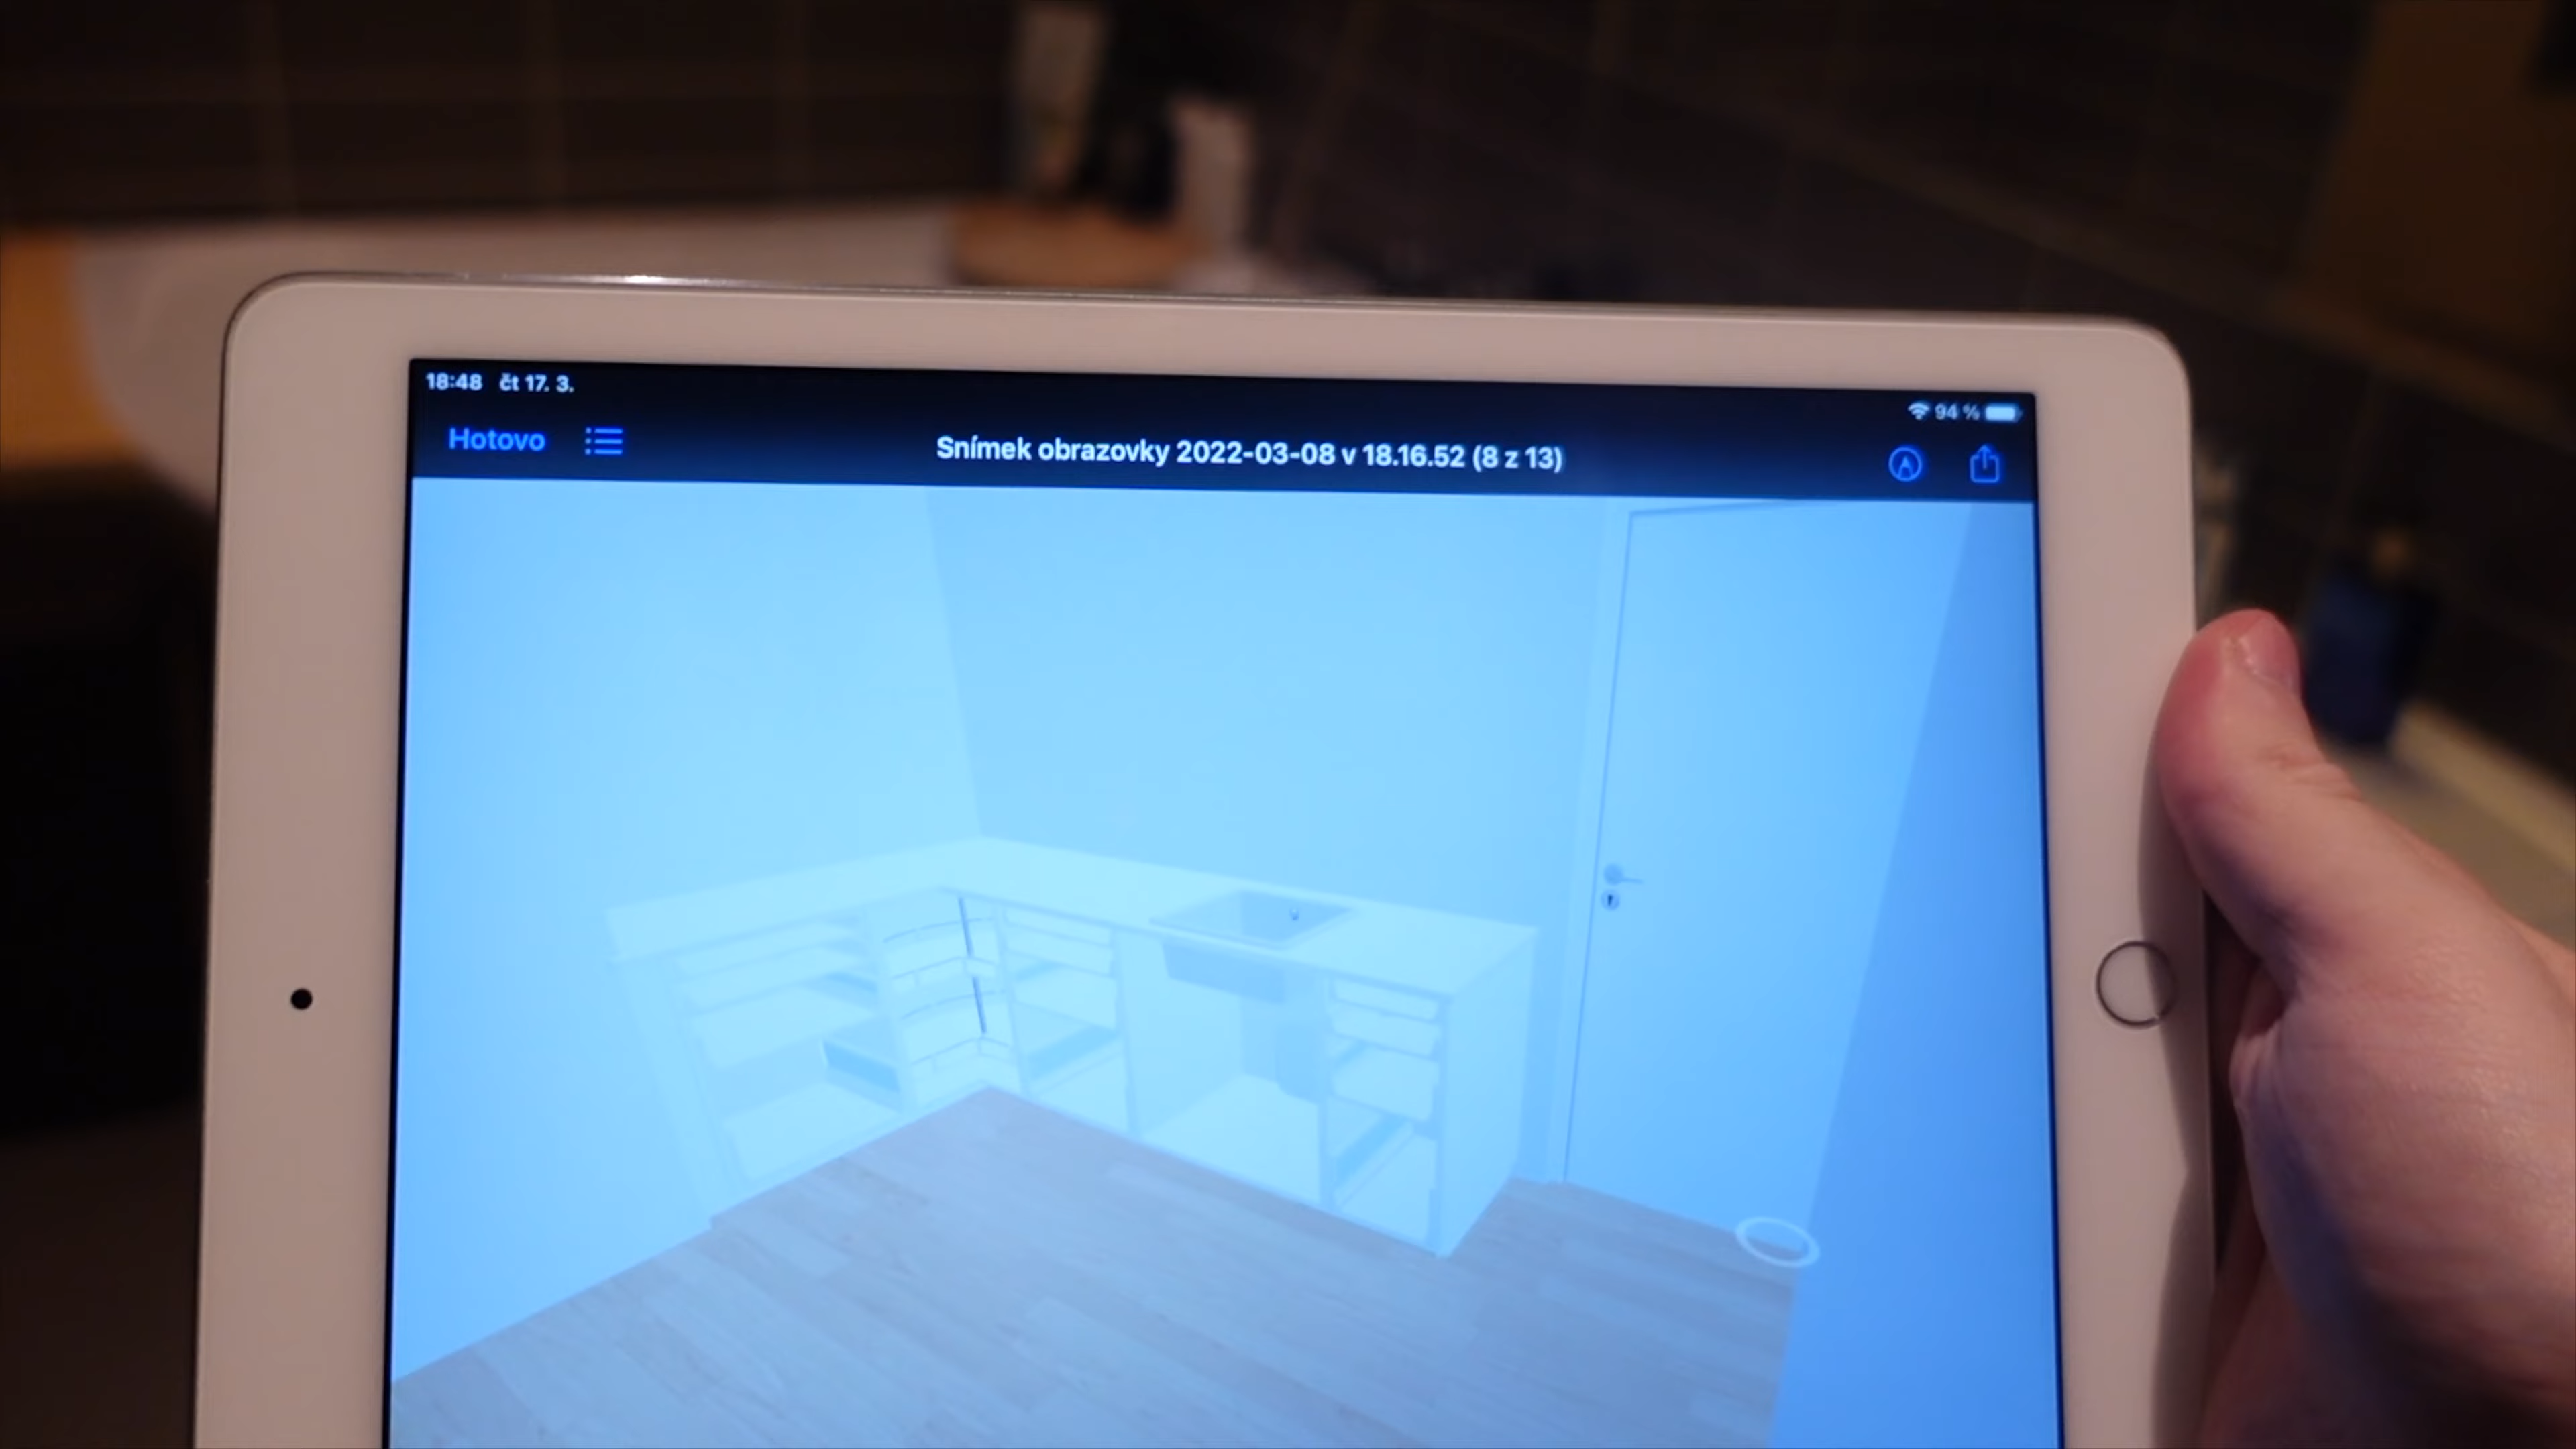 18:48 čt 17. 3.
94 %
Hotovo
Snímek obrazovky 2022-03-08 v 18.16.52 (8 z 13)